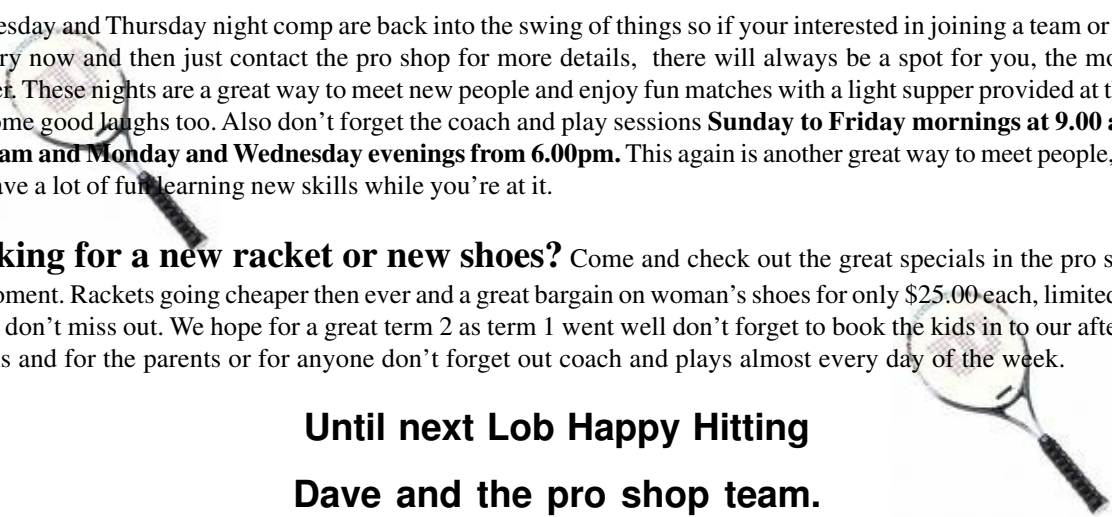 esday and Thursday night comp are back into the swing of things so if your interested in joining a team or
ry now and then just contact the pro shop for more details, there will always be a spot for you, the mo
er. These nights are a great way to meet new people and enjoy fun matches with a light supper provided at t
ome good laughs too. Also don’t forget the coach and play sessions Sunday to Friday mornings at 9.00 a
am and Monday and Wednesday evenings from 6.00pm. This again is another great way to meet people,
ave a lot of fun learning new skills while you’re at it.
king for a new racket or new shoes? Come and check out the great specials in the pro s
oment. Rackets going cheaper then ever and a great bargain on woman’s shoes for only $25.00 each, limited
don’t miss out. We hope for a great term 2 as term 1 went well don’t forget to book the kids in to our afte
s and for the parents or for anyone don’t forget out coach and plays almost every day of the week.
Until next Lob Happy Hitting
Dave and the pro shop team.